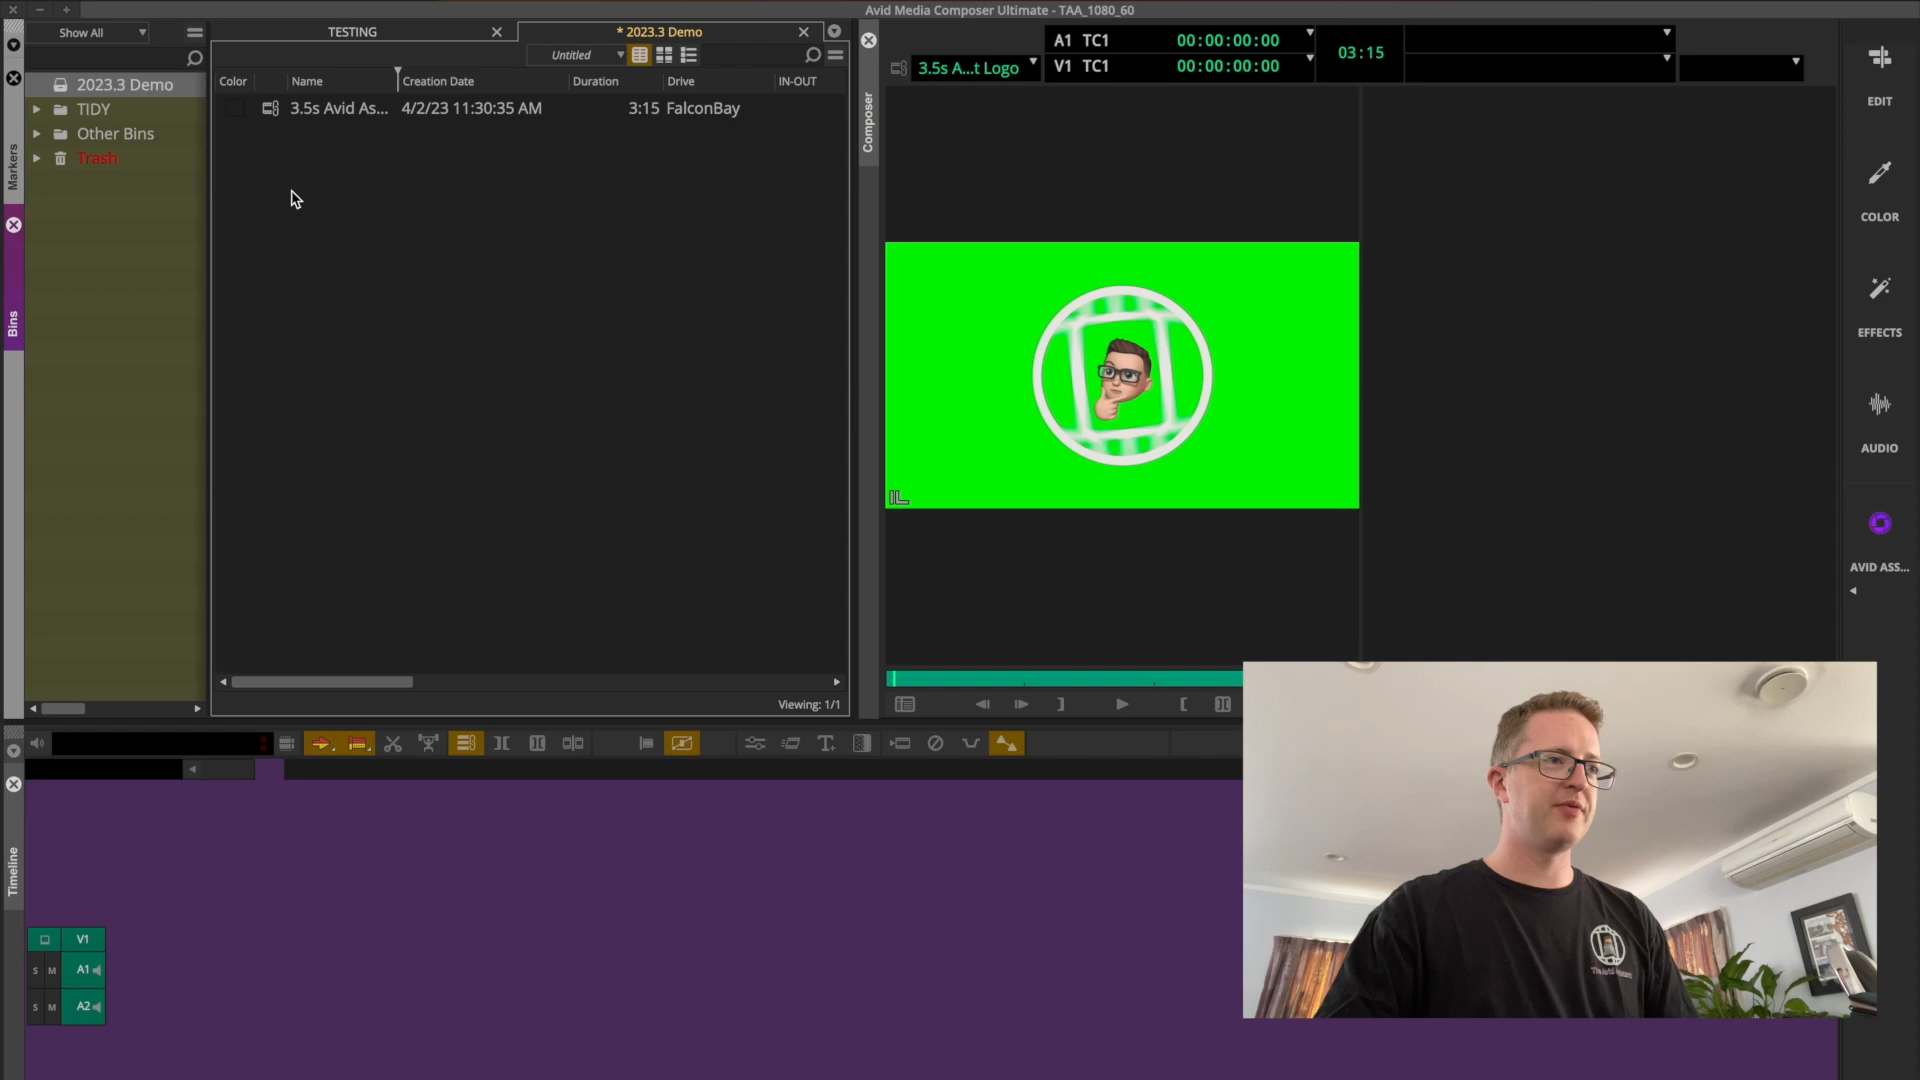 Avid Media Composer Ultimate - TAA_1080_60
Show All
TESTING
* 2023.3 Demo
Untitled
Color
Name
Creation Date
Duration
Drive
IN-OUT
2023.3 Demo
TIDY
Other Bins
Trash
3.5s Avid As...
4/2/23 11:30:35 AM
3:15
FalconBay
Markers
Bins
Viewing: 1/1
Composer
3.5s A...t Logo
A1 TC1 00:00:00:00
V1 TC1 00:00:00:00
03:15
EDIT
COLOR
EFFECTS
AUDIO
AVID ASS...
Timeline
V1
S M A1
S M A2